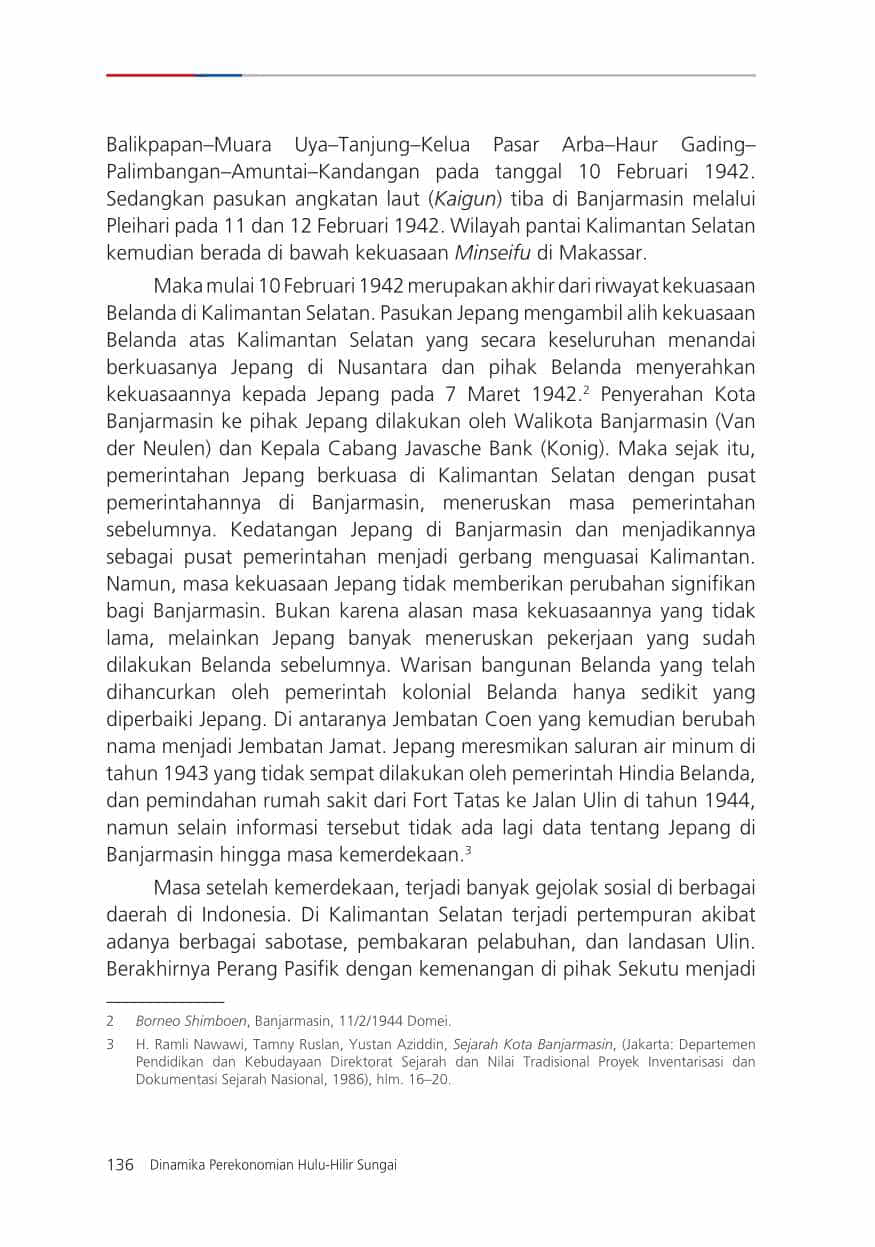 Balikpapan–Muara Uya–Tanjung–Kelua Pasar Arba–Haur Gading–
Palimbangan–Amuntai–Kandangan pada tanggal 10 Februari 1942.
Sedangkan pasukan angkatan laut (Kaigun) tiba di Banjarmasin melalui
Pleihari pada 11 dan 12 Februari 1942. Wilayah pantai Kalimantan Selatan
kemudian berada di bawah kekuasaan Minseifu di Makassar.
Maka mulai 10 Februari 1942 merupakan akhir dari riwayat kekuasaan
Belanda di Kalimantan Selatan. Pasukan Jepang mengambil alih kekuasaan
Belanda atas Kalimantan Selatan yang secara keseluruhan menandai
berkuasanya Jepang di Nusantara dan pihak Belanda menyerahkan
kekuasaannya kepada Jepang pada 7 Maret 1942.² Penyerahan Kota
Banjarmasin ke pihak Jepang dilakukan oleh Walikota Banjarmasin (Van
der Neulen) dan Kepala Cabang Javasche Bank (Konig). Maka sejak itu,
pemerintahan Jepang berkuasa di Kalimantan Selatan dengan pusat
pemerintahannya di Banjarmasin, meneruskan masa pemerintahan
sebelumnya. Kedatangan Jepang di Banjarmasin dan menjadikannya
sebagai pusat pemerintahan menjadi gerbang menguasai Kalimantan.
Namun, masa kekuasaan Jepang tidak memberikan perubahan signifikan
bagi Banjarmasin. Bukan karena alasan masa kekuasaannya yang tidak
lama, melainkan Jepang banyak meneruskan pekerjaan yang sudah
dilakukan Belanda sebelumnya. Warisan bangunan Belanda yang telah
dihancurkan oleh pemerintah kolonial Belanda hanya sedikit yang
diperbaiki Jepang. Di antaranya Jembatan Coen yang kemudian berubah
nama menjadi Jembatan Jamat. Jepang meresmikan saluran air minum di
tahun 1943 yang tidak sempat dilakukan oleh pemerintah Hindia Belanda,
dan pemindahan rumah sakit dari Fort Tatas ke Jalan Ulin di tahun 1944,
namun selain informasi tersebut tidak ada lagi data tentang Jepang di
Banjarmasin hingga masa kemerdekaan.³
Masa setelah kemerdekaan, terjadi banyak gejolak sosial di berbagai
daerah di Indonesia. Di Kalimantan Selatan terjadi pertempuran akibat
adanya berbagai sabotase, pembakaran pelabuhan, dan landasan Ulin.
Berakhirnya Perang Pasifik dengan kemenangan di pihak Sekutu menjadi
2 Borneo Shimboen, Banjarmasin, 11/2/1944 Domei.
3 H. Ramli Nawawi, Tamny Ruslan, Yustan Aziddin, Sejarah Kota Banjarmasin, (Jakarta: Departemen
Pendidikan dan Kebudayaan Direktorat Sejarah dan Nilai Tradisional Proyek Inventarisasi dan
Dokumentasi Sejarah Nasional, 1986), hlm. 16–20.
136 Dinamika Perekonomian Hulu-Hilir Sungai